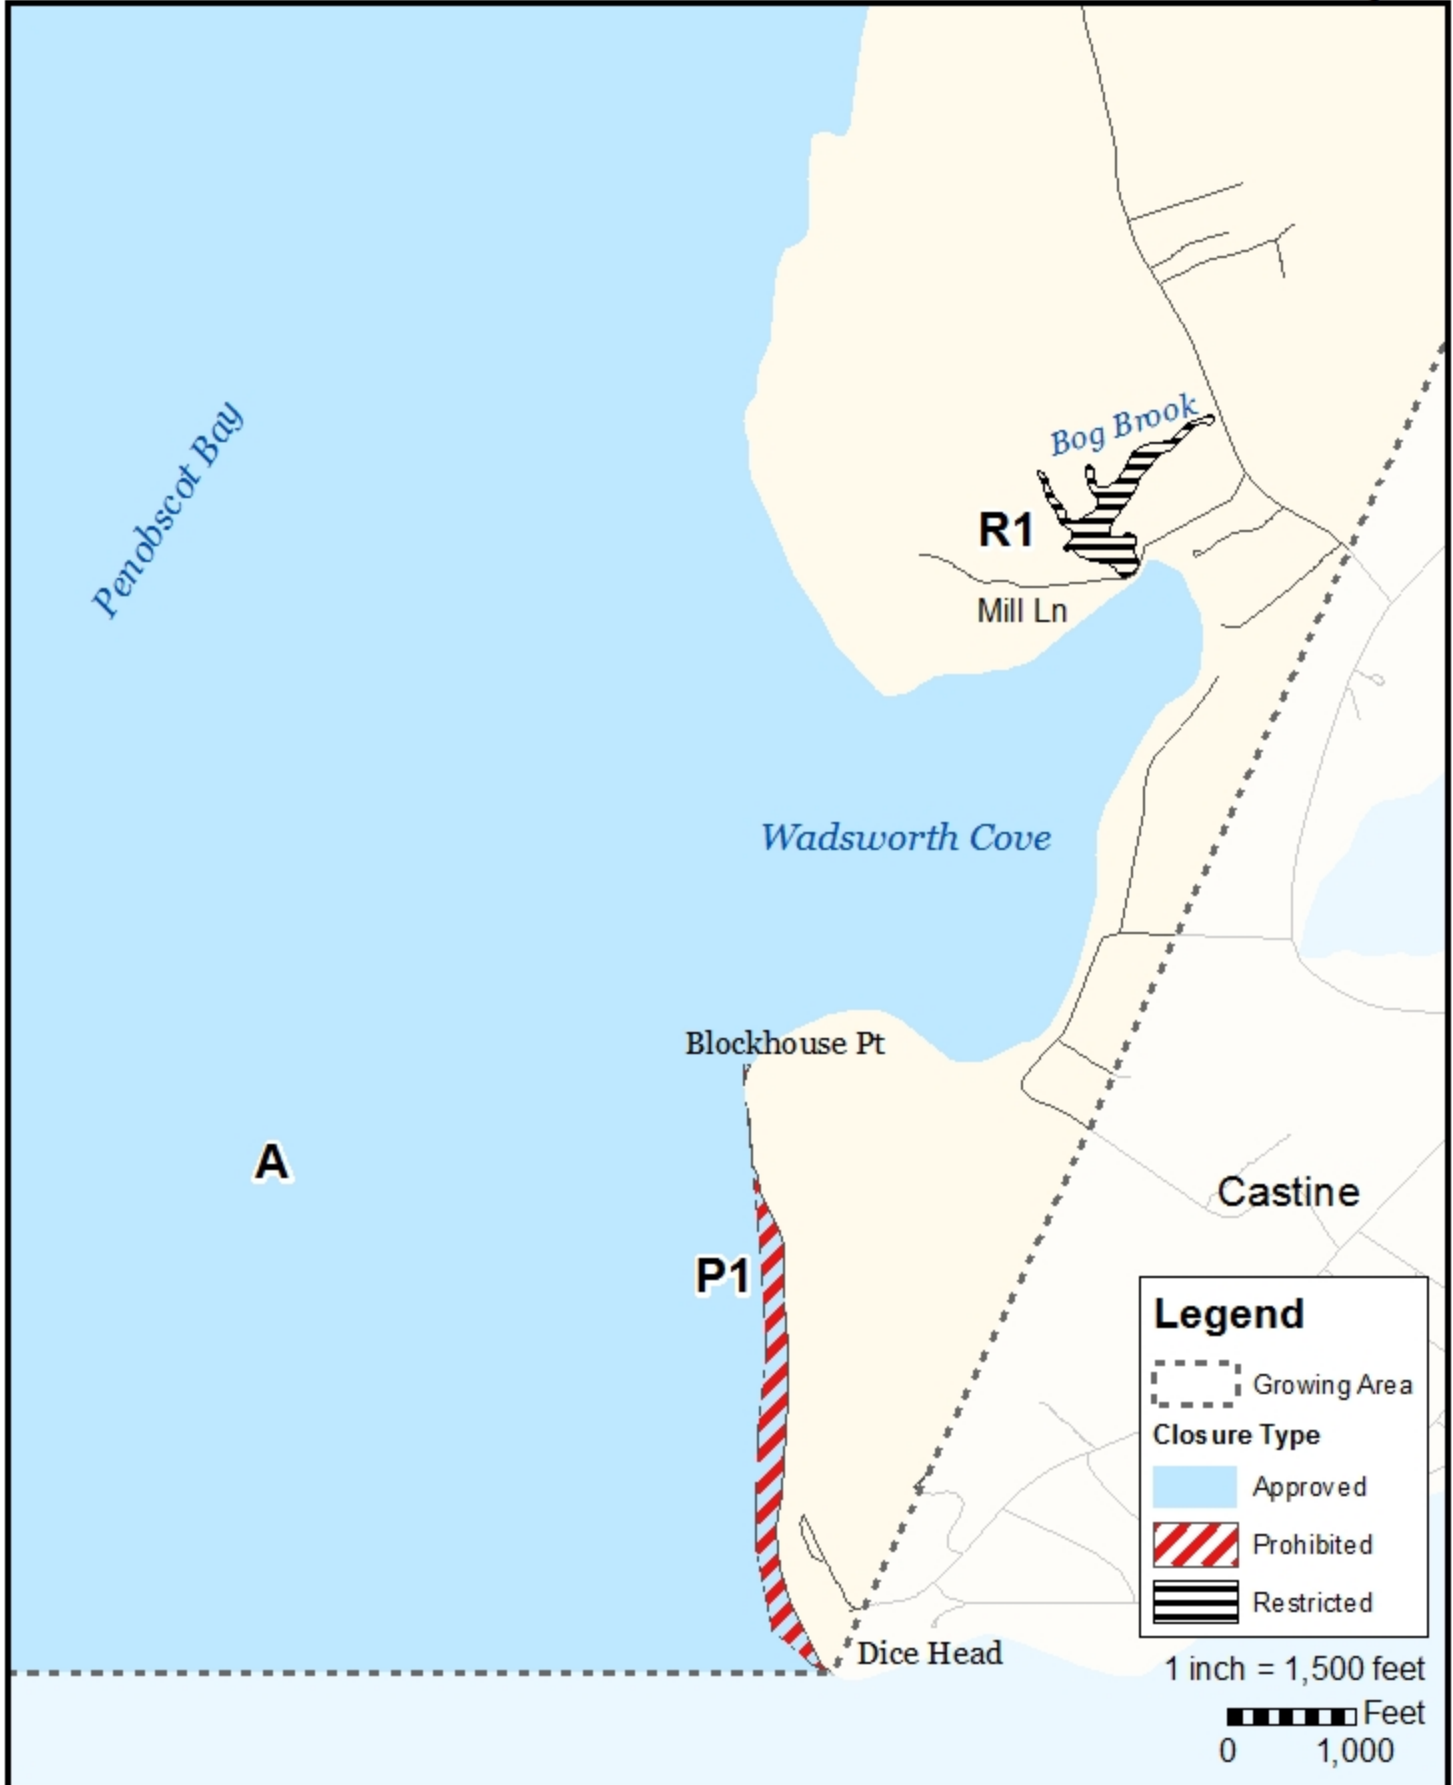 Penobscot Bay
Bog Brook
R1
Mill Ln
Wadsworth Cove
Blockhouse Pt
A
Castine
P1
Legend
Growing Area
Closure Type
Approved
Prohibited
Restricted
Dice Head
1 inch = 1,500 feet
Feet
0 1,000